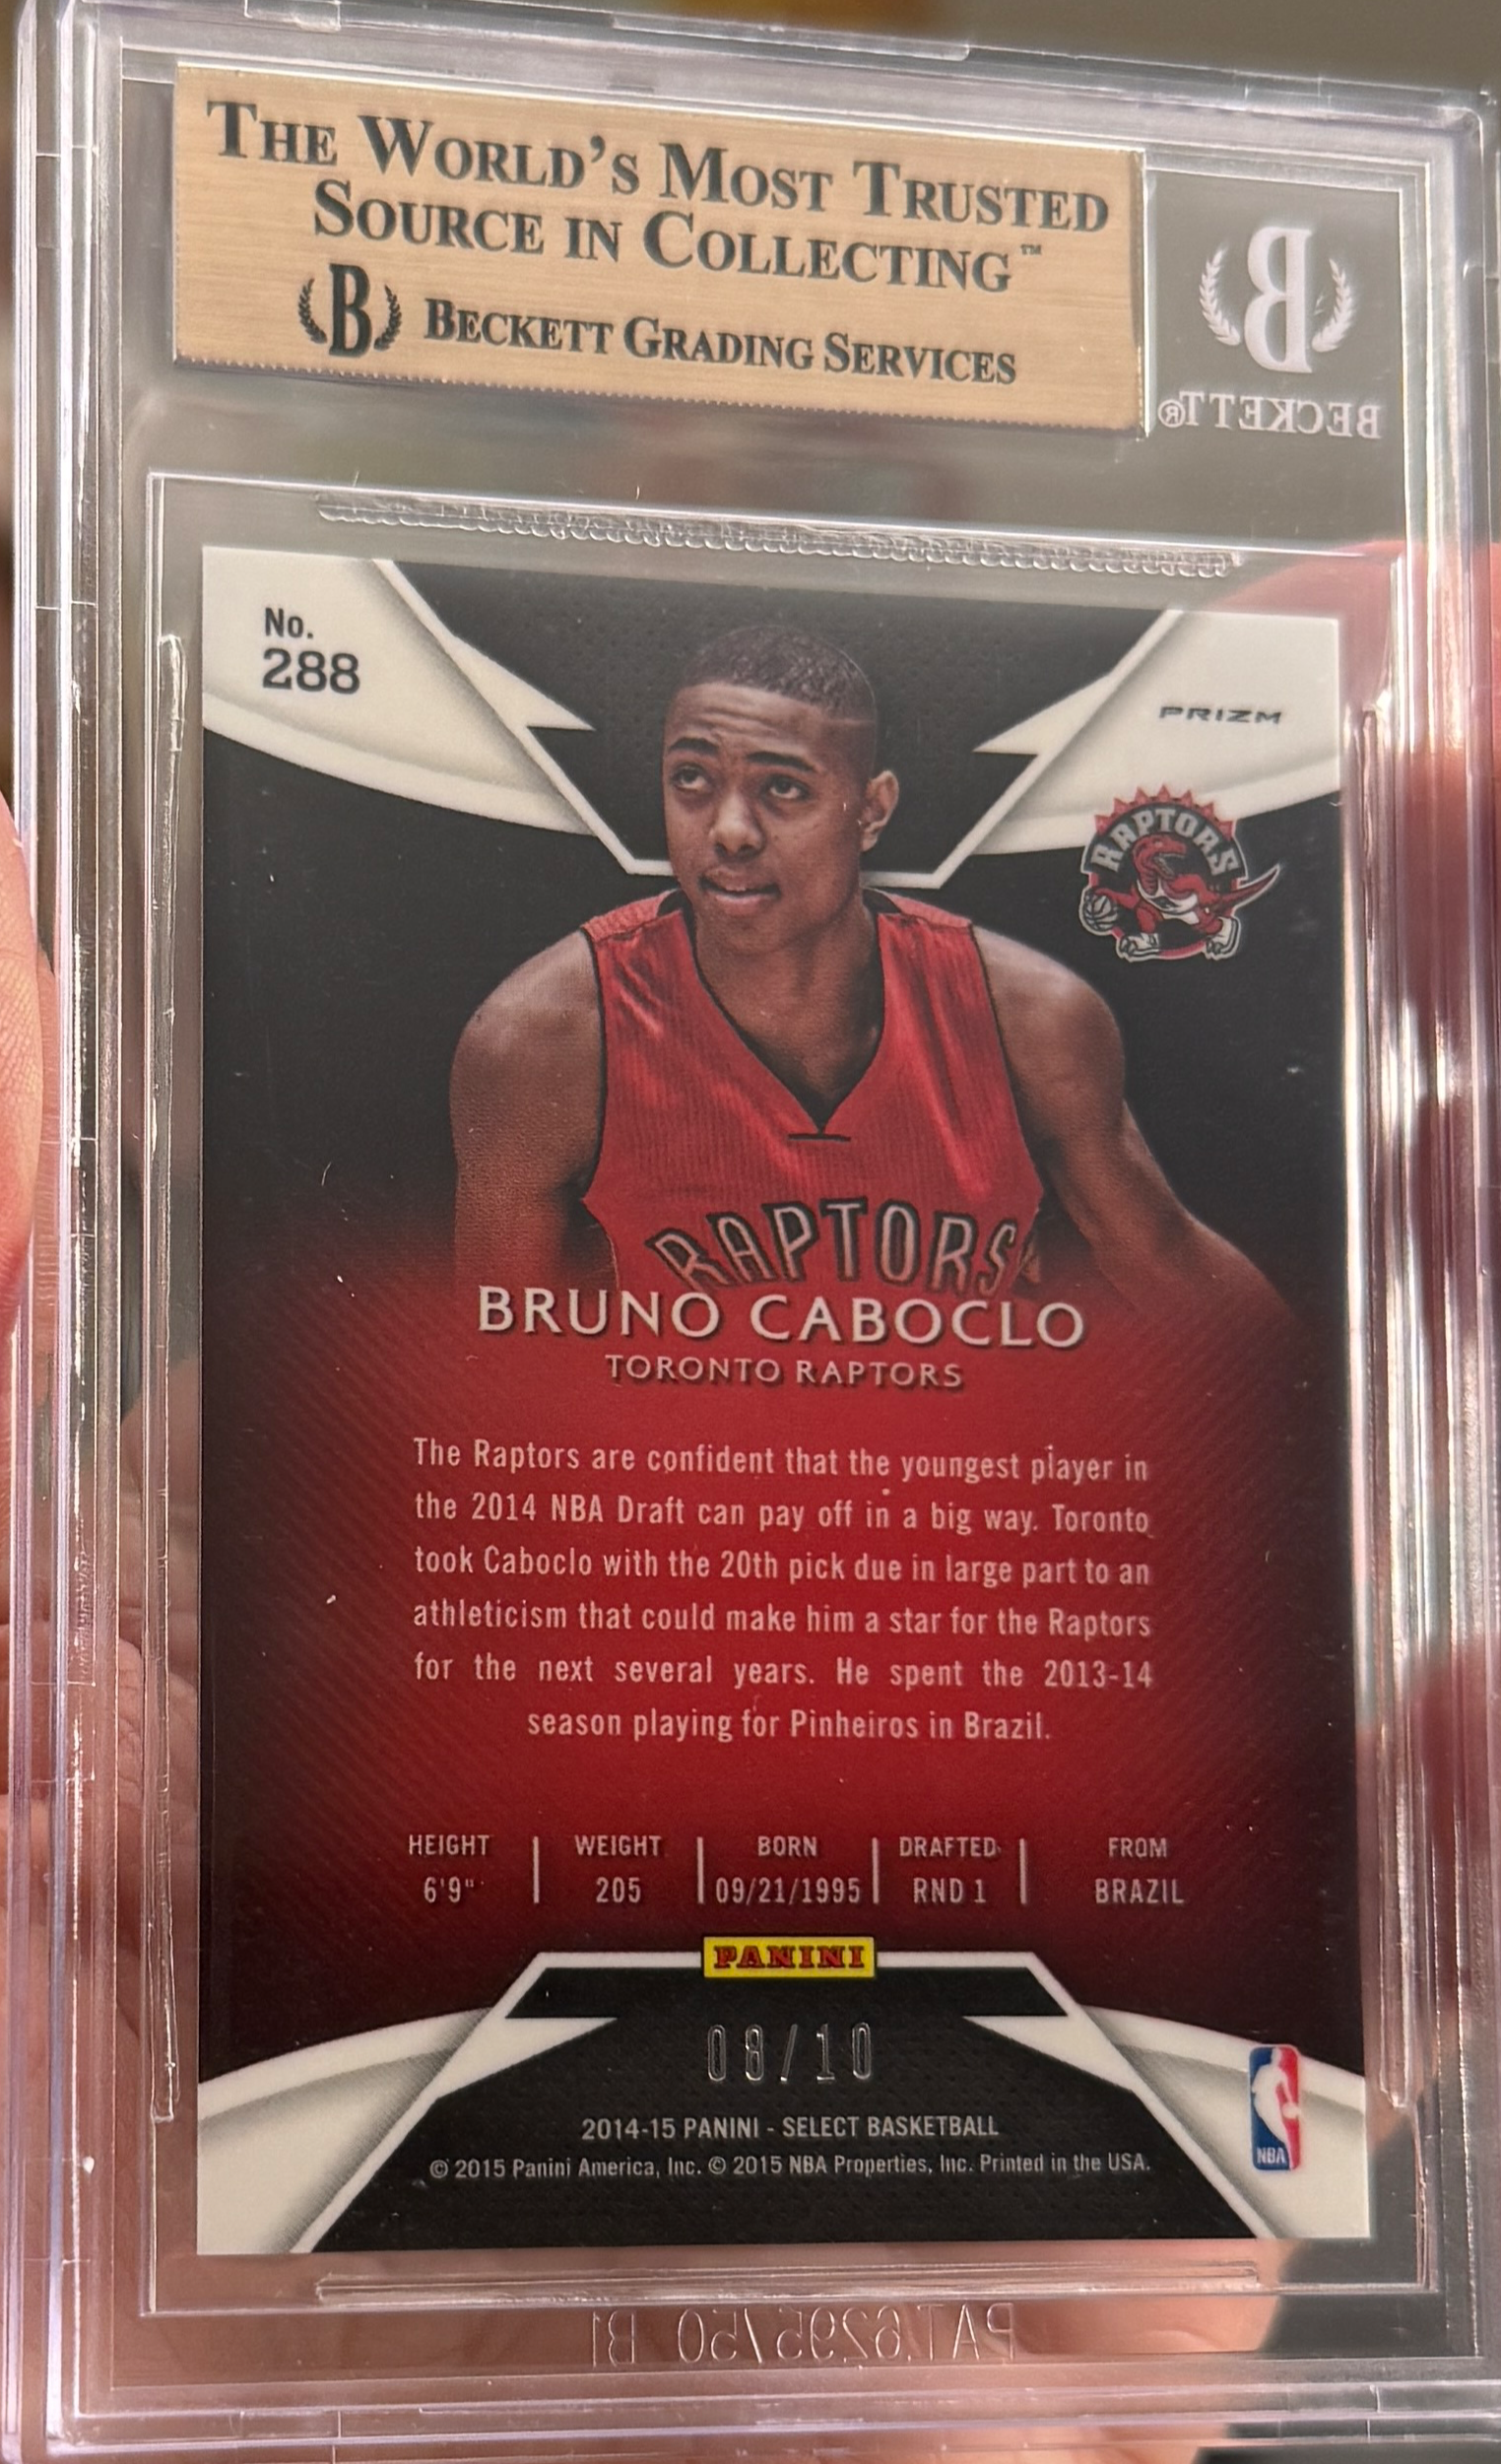 THE WORLD'S MOST TRUSTED
SOURCE IN COLLECTING™
B BECKETT GRADING SERVICES
B
BECKETT®
No.
288
PRIZM
RAPTORS
RAPTORS
BRUNO CABOCLO
TORONTO RAPTORS
The Raptors are confident that the youngest player in
the 2014 NBA Draft can pay off in a big way. Toronto
took Caboclo with the 20th pick due in large part to an
athleticism that could make him a star for the Raptors
for the next several years. He spent the 2013-14
season playing for Pinheiros in Brazil.
HEIGHT | WEIGHT | BORN | DRAFTED | FROM
6'9" | 205 | 09/21/1995 | RND 1 | BRAZIL
PANINI
/10
2014-15 PANINI - SELECT BASKETBALL
© 2015 Panini America, Inc. © 2015 NBA Properties, Inc. Printed in the USA.
NBA
PAT.6295750 B1